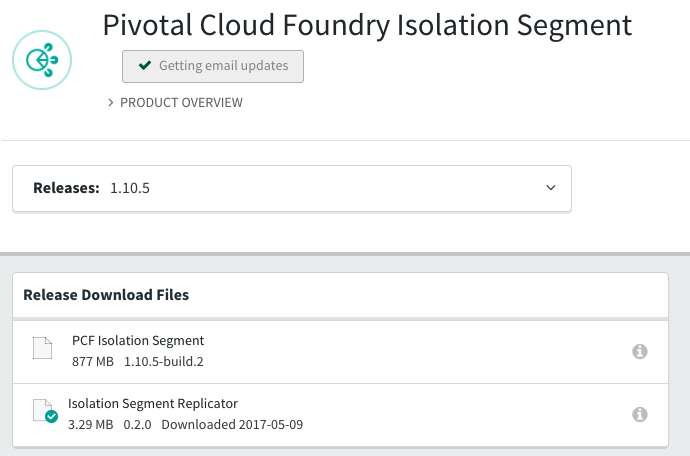 Pivotal Cloud Foundry Isolation Segment
Getting email updates
PRODUCT OVERVIEW
Releases: 1.10.5
Release Download Files
PCF Isolation Segment
877 MB 1.10.5-build.2
Isolation Segment Replicator
3.29 MB 0.2.0 Downloaded 2017-05-09